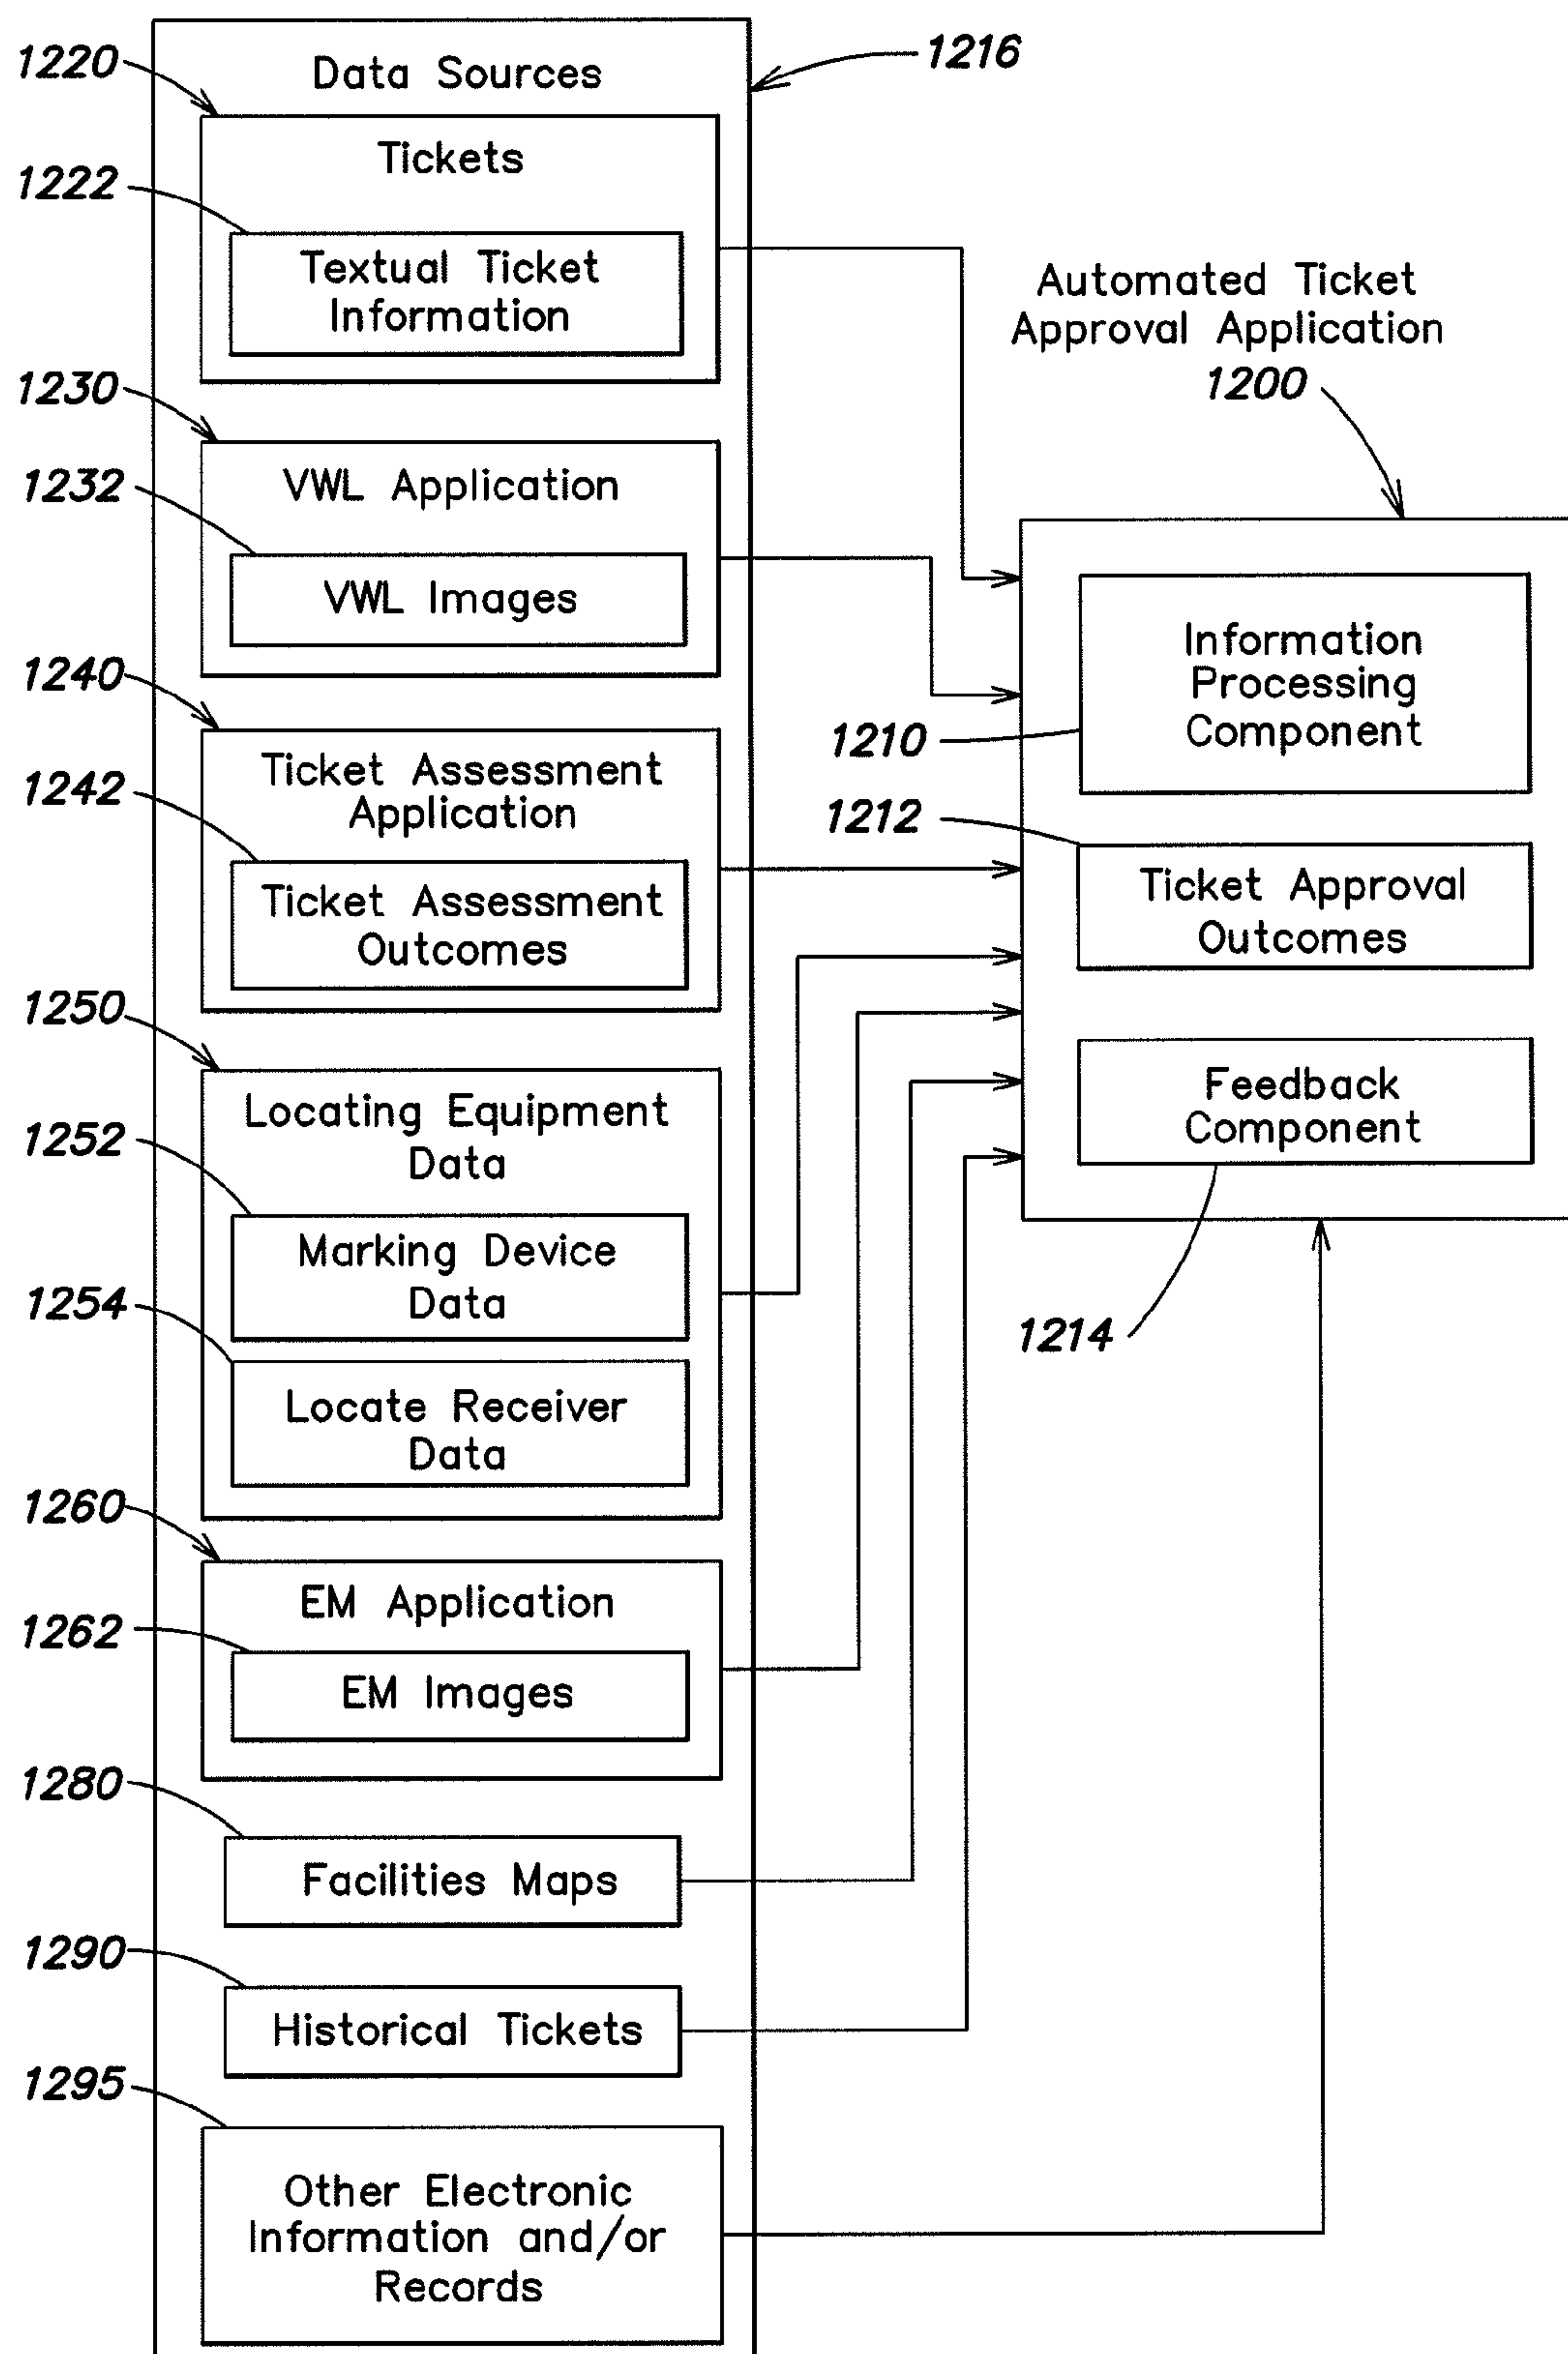 1220
Data Sources
1216
Tickets
1222
Textual Ticket
Information
Automated Ticket
Approval Application
1200
1230
VWL Application
1232
VWL Images
1240
Ticket Assessment
Application
1242
Ticket Assessment
Outcomes
Information
Processing
Component
1210
1212
Ticket Approval
Outcomes
Feedback
Component
1214
1250
Locating Equipment
Data
1252
Marking Device
Data
1254
Locate Receiver
Data
1260
EM Application
1262
EM Images
1280
Facilities Maps
1290
Historical Tickets
1295
Other Electronic
Information and/or
Records